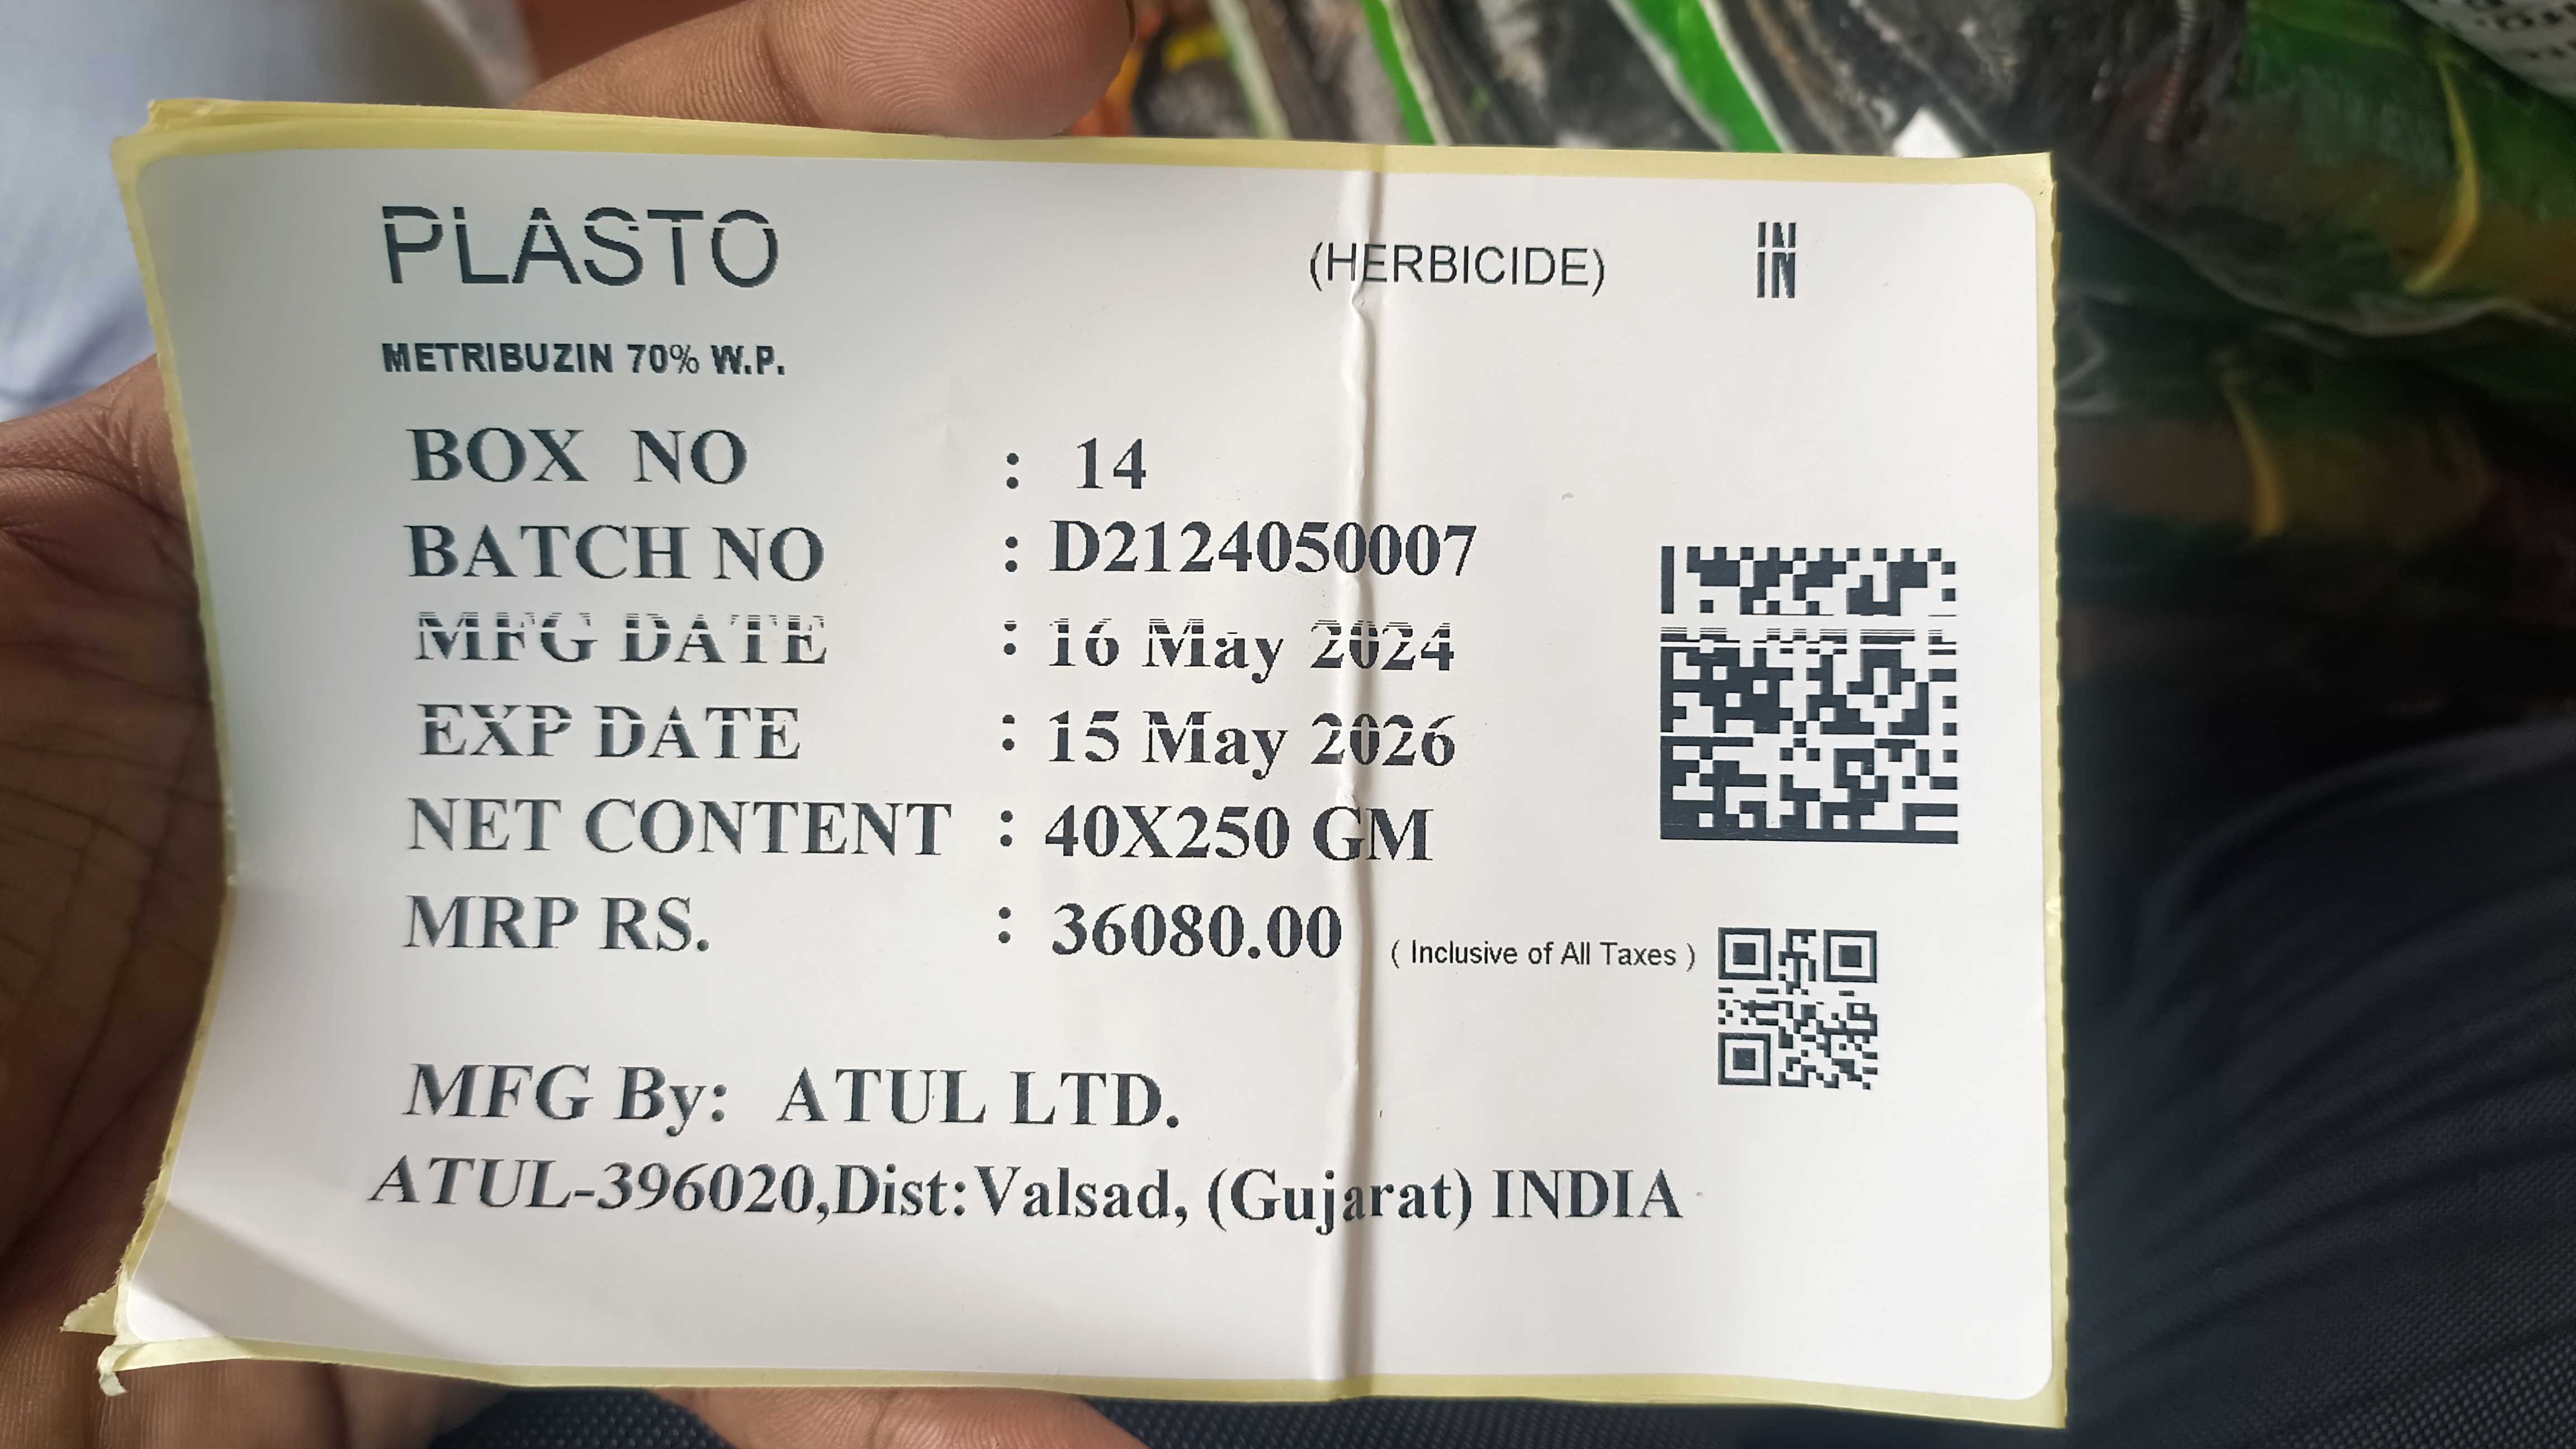 PLASTO (HERBICIDE) IN
IN
METRIBUZIN 70% W.P.
BOX NO : 14
BATCH NO : D2124050007
MFG DATE : 16 May 2024
EXP DATE : 15 May 2026
NET CONTENT : 40X250 GM
MRP RS. : 36080.00 ( Inclusive of All Taxes )
MFG By: ATUL LTD.
ATUL-396020,Dist:Valsad, (Gujarat) INDIA